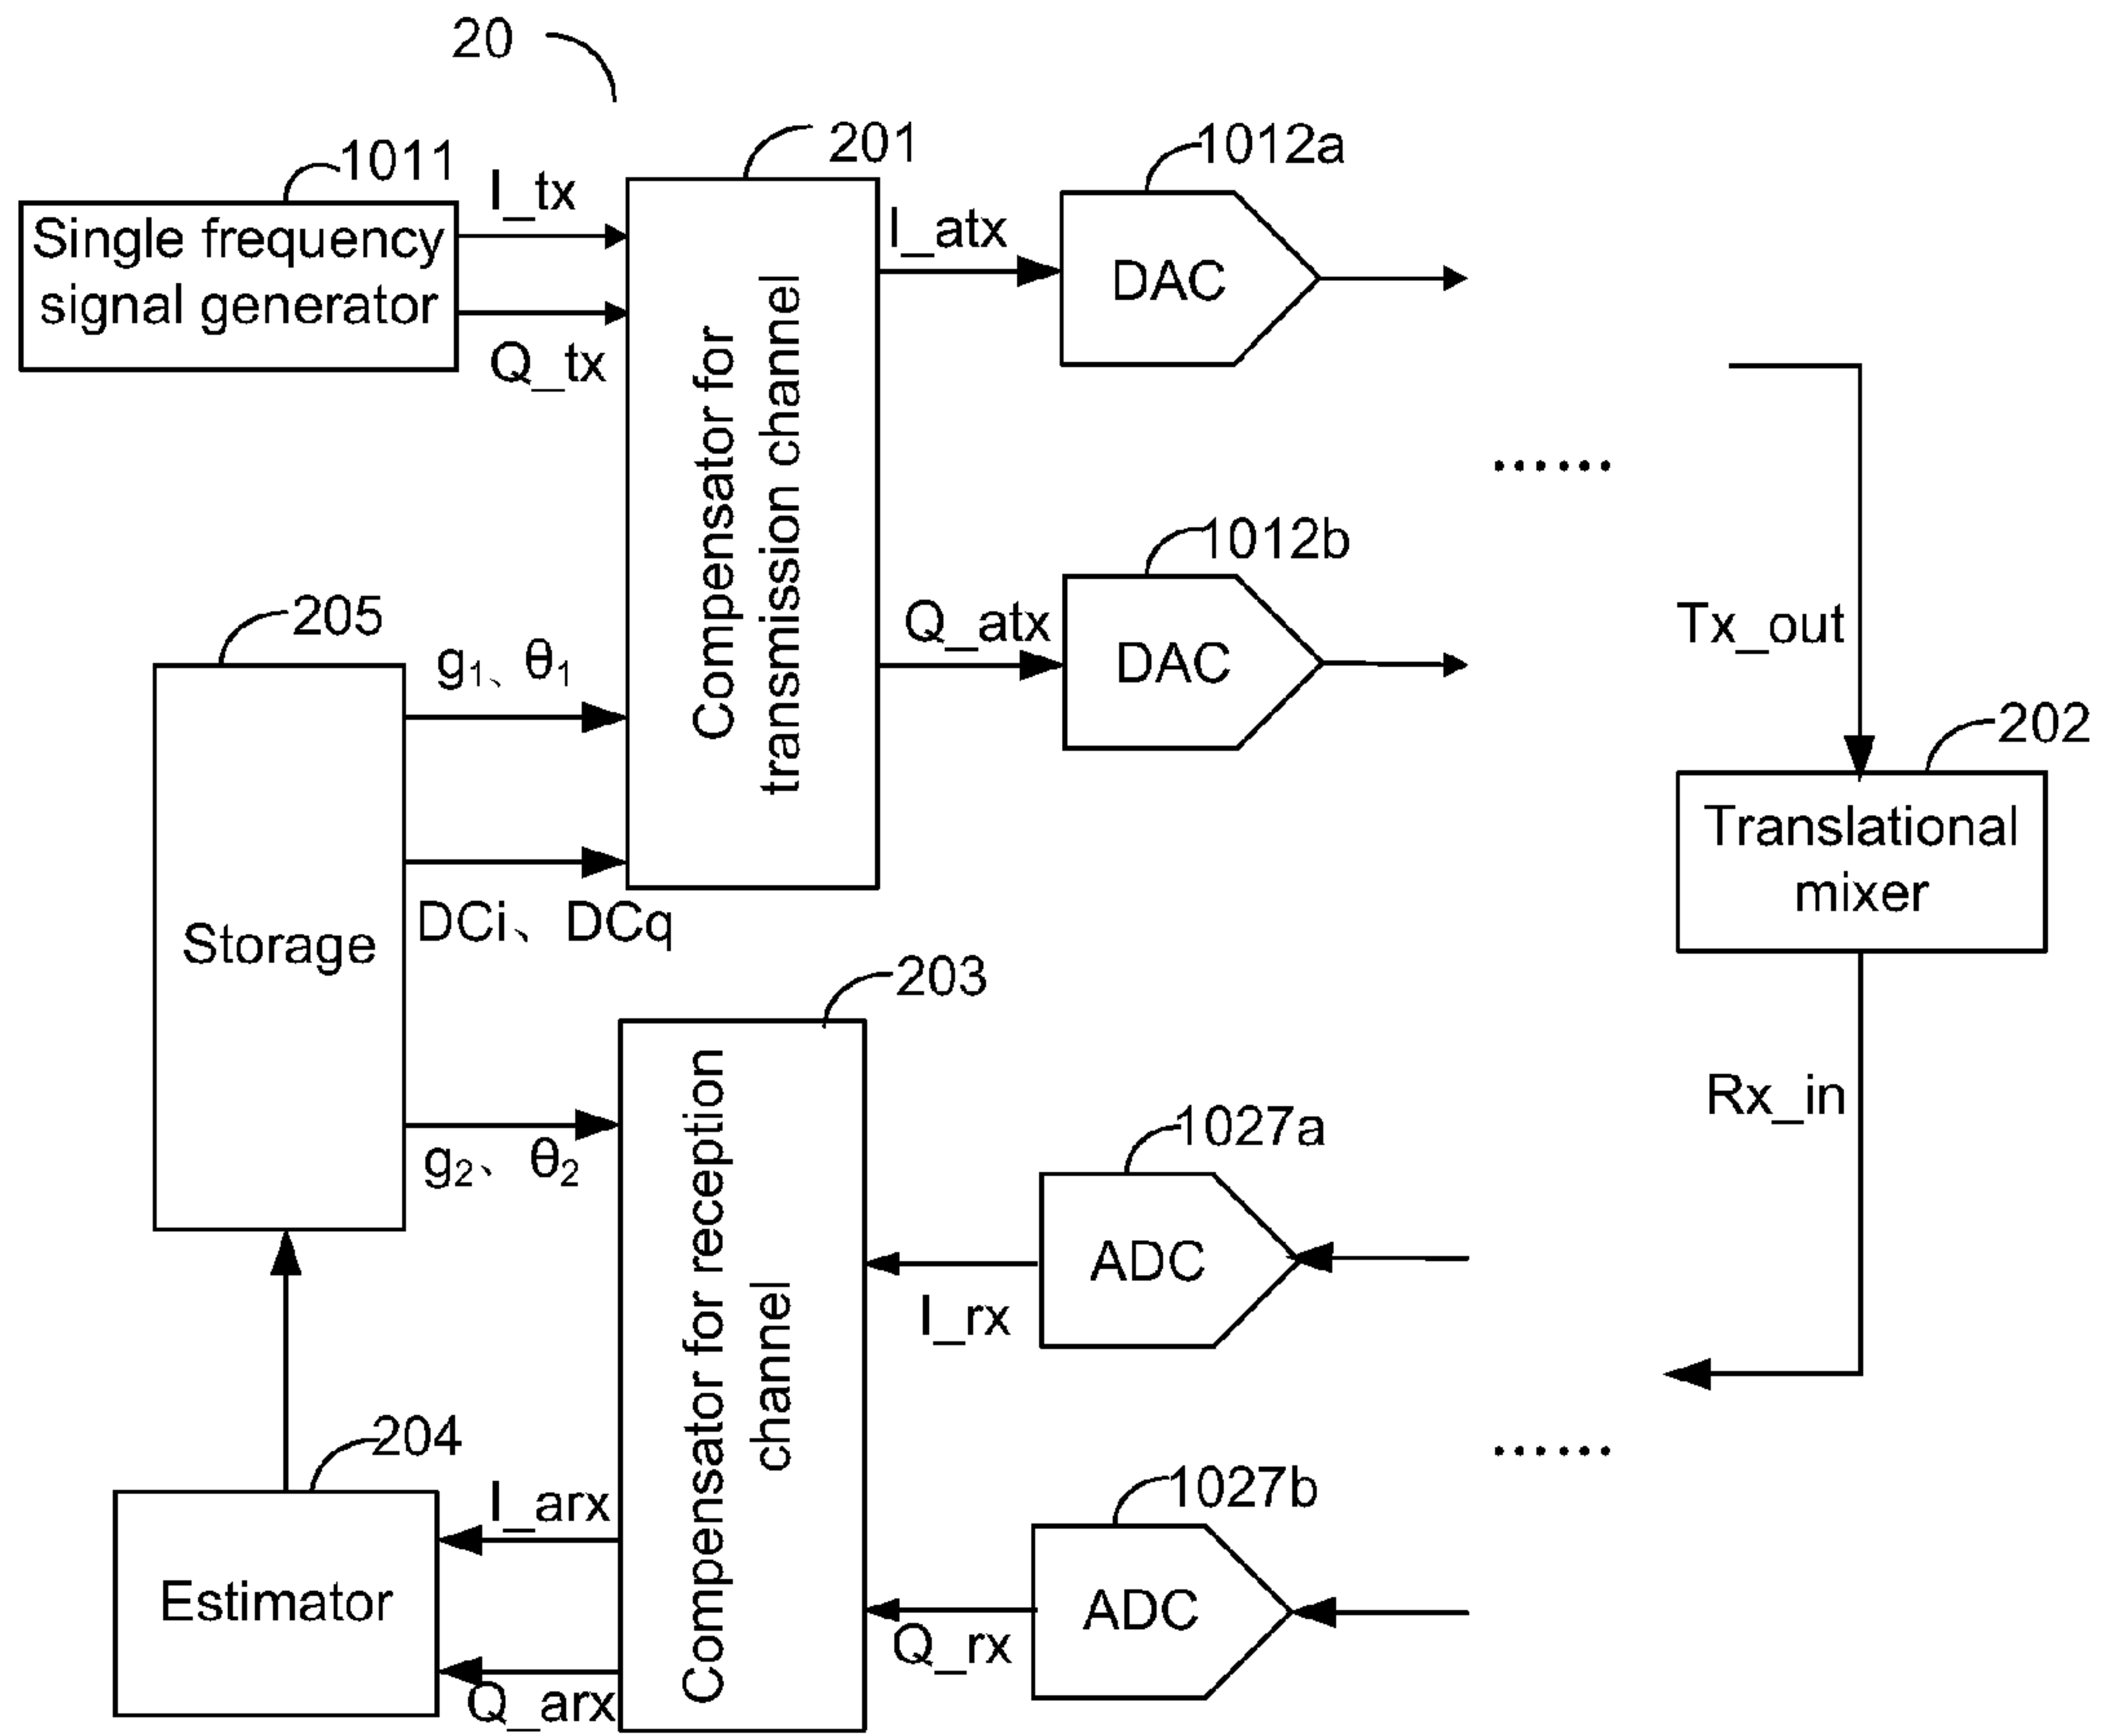 20
1011
201
1012a
I_tx
Single frequency
signal generator
Q_tx
I_atx
DAC
Compensator for
transmission channel
......
1012b
Q_atx
DAC
Tx_out
205
g₁、θ₁
202
Translational
mixer
DCi、DCq
Storage
203
g₂、θ₂
Compensator for reception
channel
Rx_in
1027a
ADC
I_rx
204
......
1027b
I_arx
Estimator
ADC
Q_rx
Q_arx